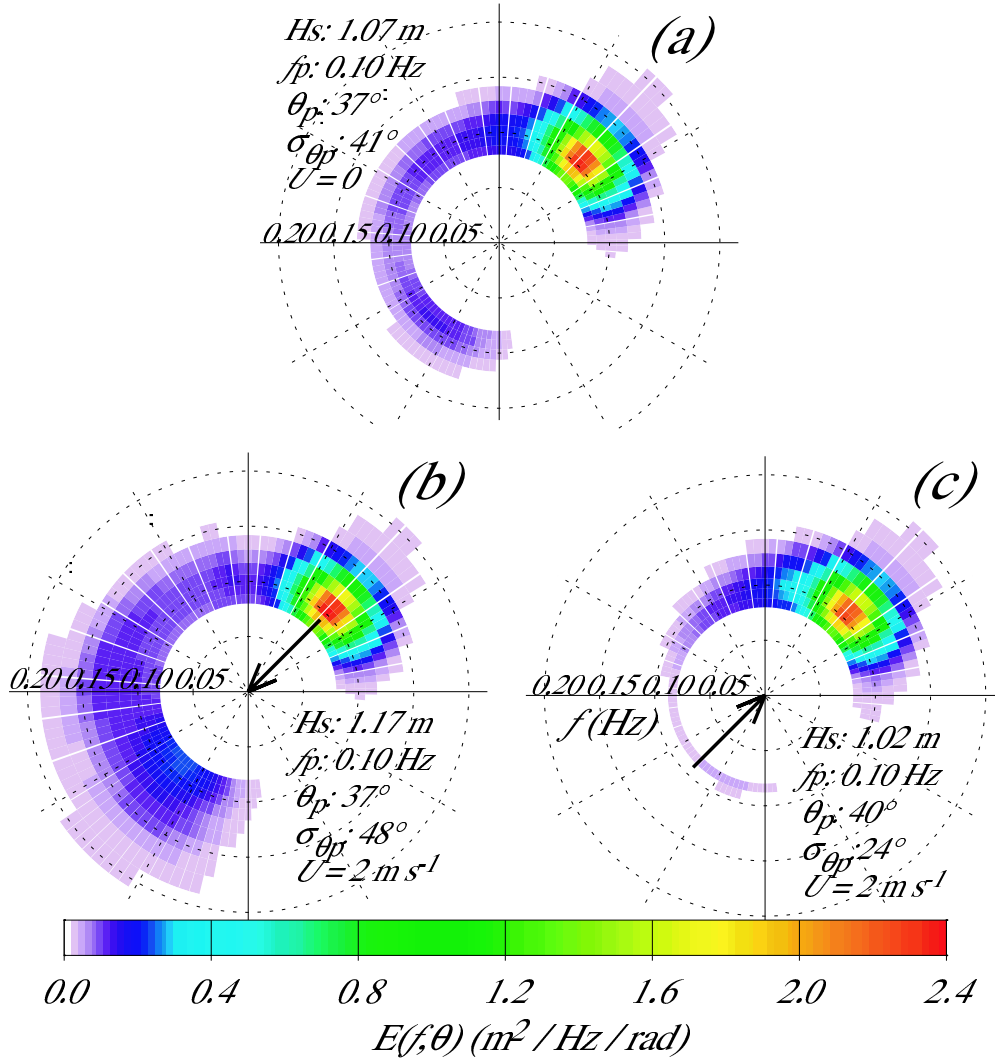 (a)
Hs: 1.07 m
fp: 0.10 Hz
θp: 37°
σθp: 41°
U = 0
0.20 0.15 0.10 0.05
(b)
0.20 0.15 0.10 0.05
Hs: 1.17 m
fp: 0.10 Hz
θp: 37°
σθp: 48°
U = 2 m s-1
(c)
0.20 0.15 0.10 0.05
f (Hz)
Hs: 1.02 m
fp: 0.10 Hz
θp: 40°
σθp: 24°
U = 2 m s-1
0.0 0.4 0.8 1.2 1.6 2.0 2.4
E(f,θ) (m2 / Hz / rad)